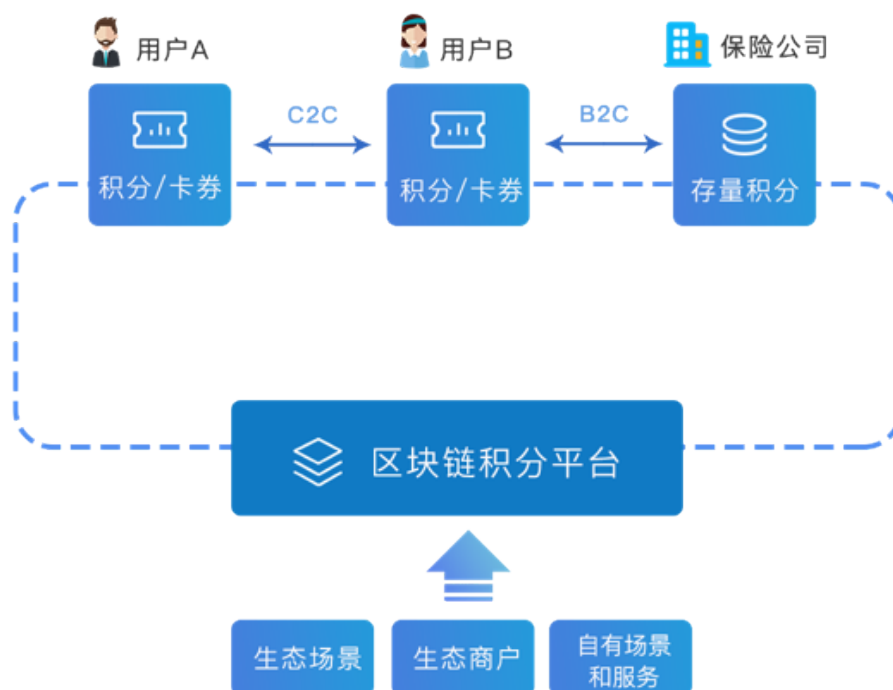 用户A
用户B
保险公司
C2C
B2C
积分/卡券
积分/卡券
存量积分
区块链积分平台
生态场景
生态商户
自有场景
和服务